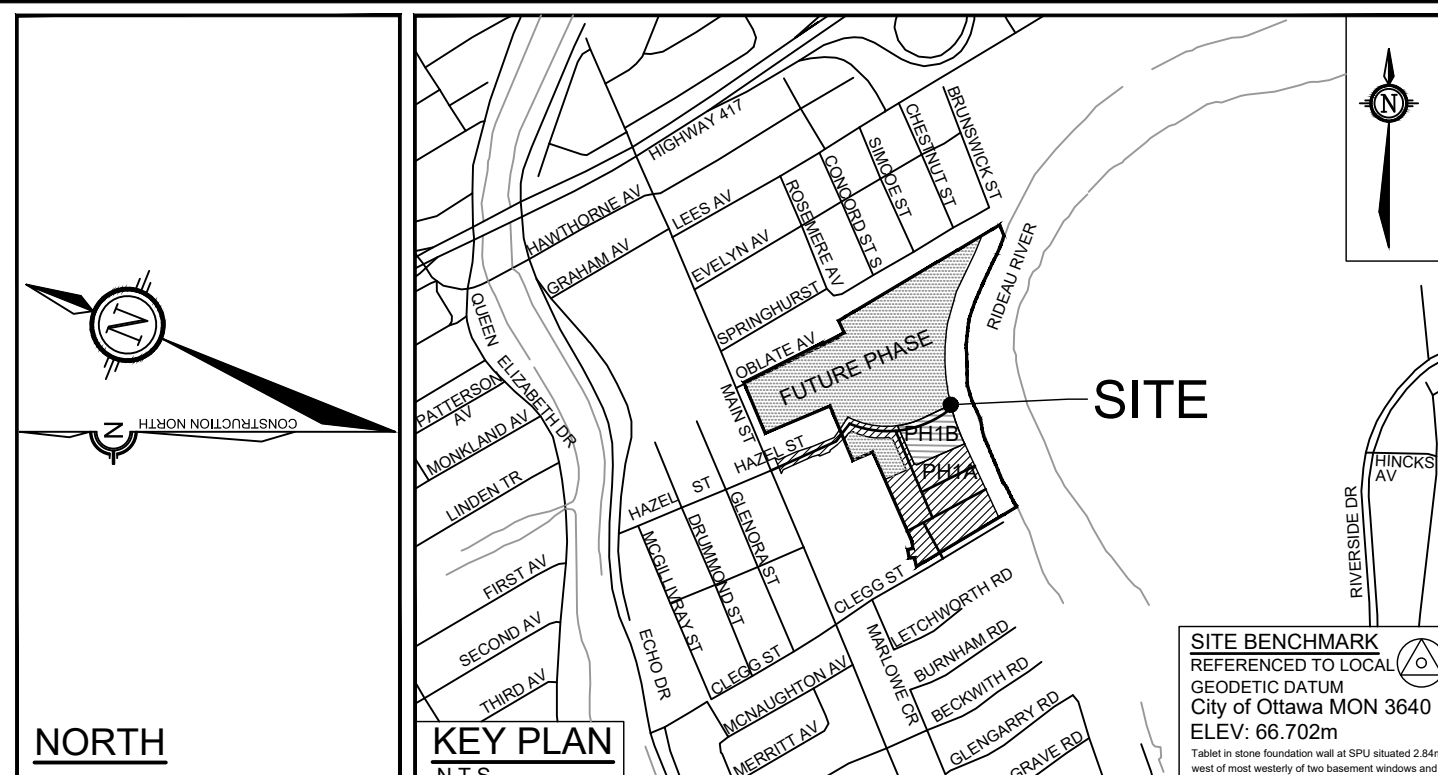 N
CONSTRUCTION NORTH
N
NORTH
HIGHWAY 417
HAWTHORNE AV
GRAHAM AV
LEES AV
EVELYN AV
SPRINGHURST
OBLATE AV
ROSEMERE AV
CONCORD ST S
SIMCOE ST
CHESTNUT ST
BRUNSWICK ST
RIDEAU RIVER
QUEEN ELIZABETH DR
PATTERSON
AV
MONKLAND AV
LINDEN TR
FIRST AV
SECOND AV
THIRD AV
MAIN ST
FUTURE PHASE
PH1B
PH1A
SITE
HAZEL ST
HAZEL ST
GLENORA ST
DRUMMOND ST
MCGILLIVRAY ST
ECHO DR
CLEGG ST
CLEGG ST
MCNAUGHTON AV
MERRITT AV
MARLOWE CR
LETCHWORTH RD
BURNHAM RD
BECKWITH RD
GLENGARRY RD
GRAVE RD
KEY PLAN
N.T.S.
N
HINCKS
AV
RIVERSIDE DR
SITE BENCHMARK
REFERENCED TO LOCAL
GEODETIC DATUM
City of Ottawa MON 3640
ELEV: 66.702m
Tablet in stone foundation wall at SPU situated 2.84m
west of most westerly of two basement windows and